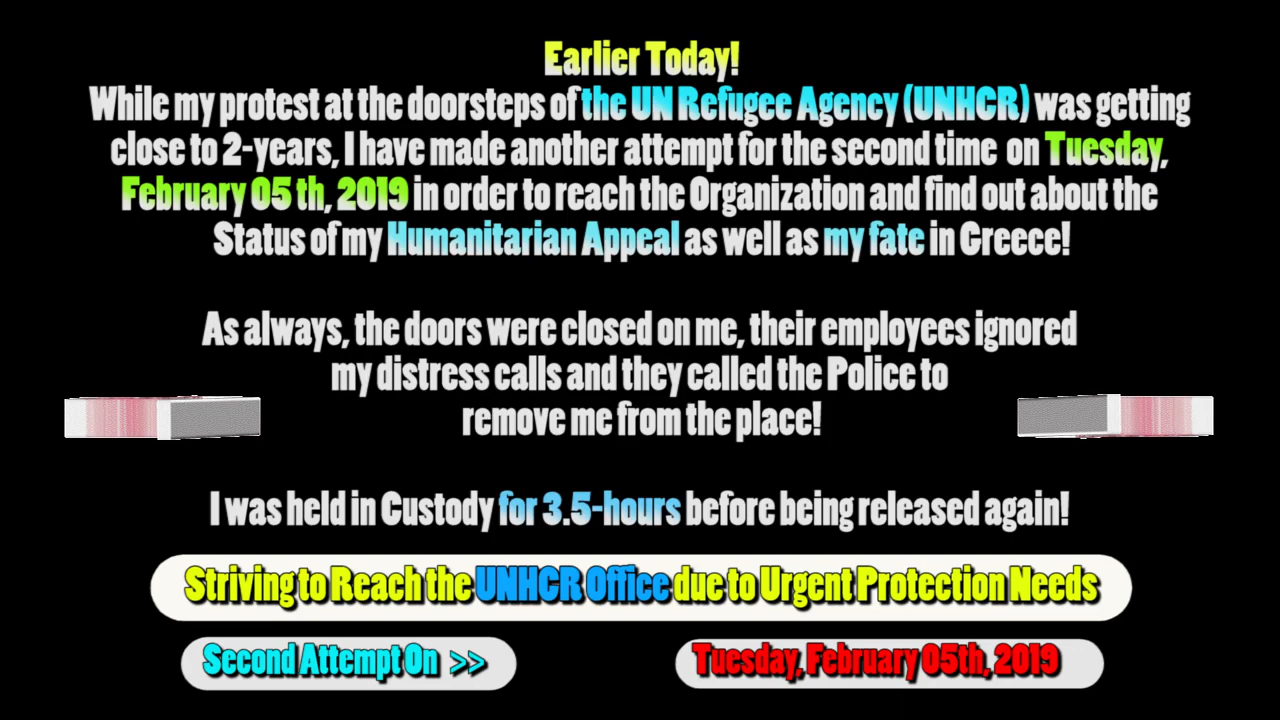 Earlier Today!
While my protest at the doorsteps of the UN Refugee Agency (UNHCR) was getting
close to 2-years, I have made another attempt for the second time on Tuesday,
February 05 th, 2019 in order to reach the Organization and find out about the
Status of my Humanitarian Appeal as well as my fate in Greece!
As always, the doors were closed on me, their employees ignored
my distress calls and they called the Police to
remove me from the place!
I was held in Custody for 3.5-hours before being released again!
Striving to Reach the UNHCR Office due to Urgent Protection Needs
Second Attempt On >>
Tuesday, February 05th, 2019